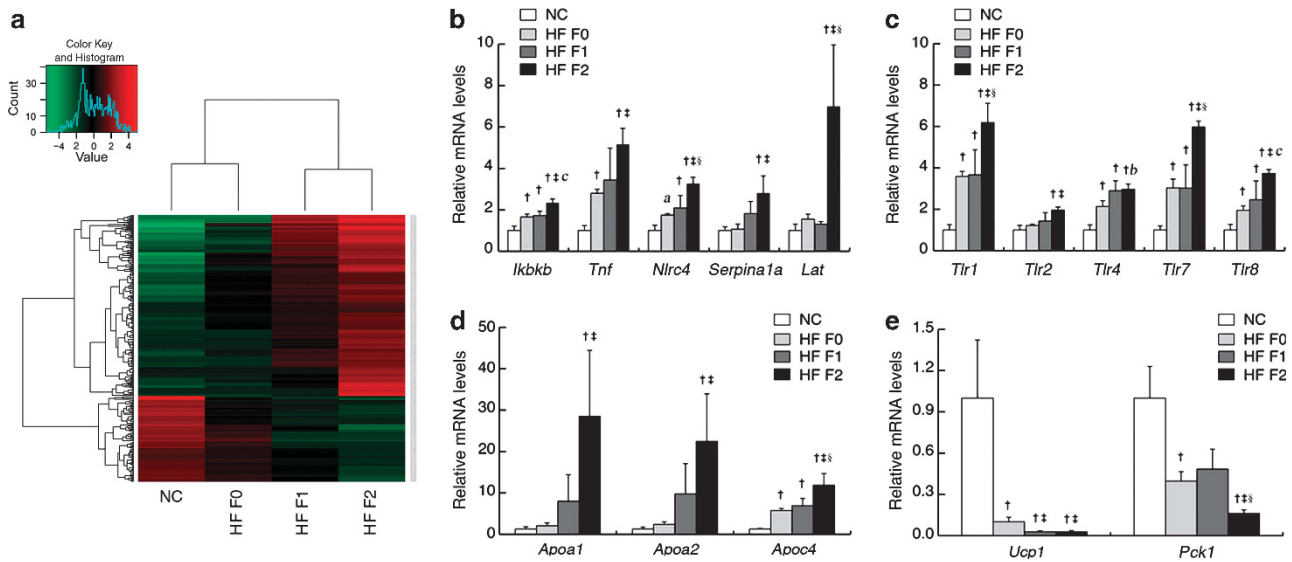 a
Color Key
and Histogram
Count
0 10 20 30
−4 2 0 2 4
Value
NC
HF F0
HF F1
HF F2
b
NC
HF F0
HF F1
HF F2
Relative mRNA levels
10
8
6
4
2
0
† † †‡c
† †‡
a † †‡§
†‡
†‡§
Ikbkb Tnf Nlrc4 Serpina1a Lat
c
NC
HF F0
HF F1
HF F2
Relative mRNA levels
10
8
6
4
2
0
† † †‡§
†‡
† † †b
† † †‡§
† † †‡c
Tlr1 Tlr2 Tlr4 Tlr7 Tlr8
d
NC
HF F0
HF F1
HF F2
Relative mRNA levels
50
40
30
20
10
0
†‡
†‡
† † †‡§
Apoa1 Apoa2 Apoc4
e
NC
HF F0
HF F1
HF F2
Relative mRNA levels
1.5
1.2
0.9
0.6
0.3
0.0
† †‡ †‡
† †‡§
Ucp1 Pck1